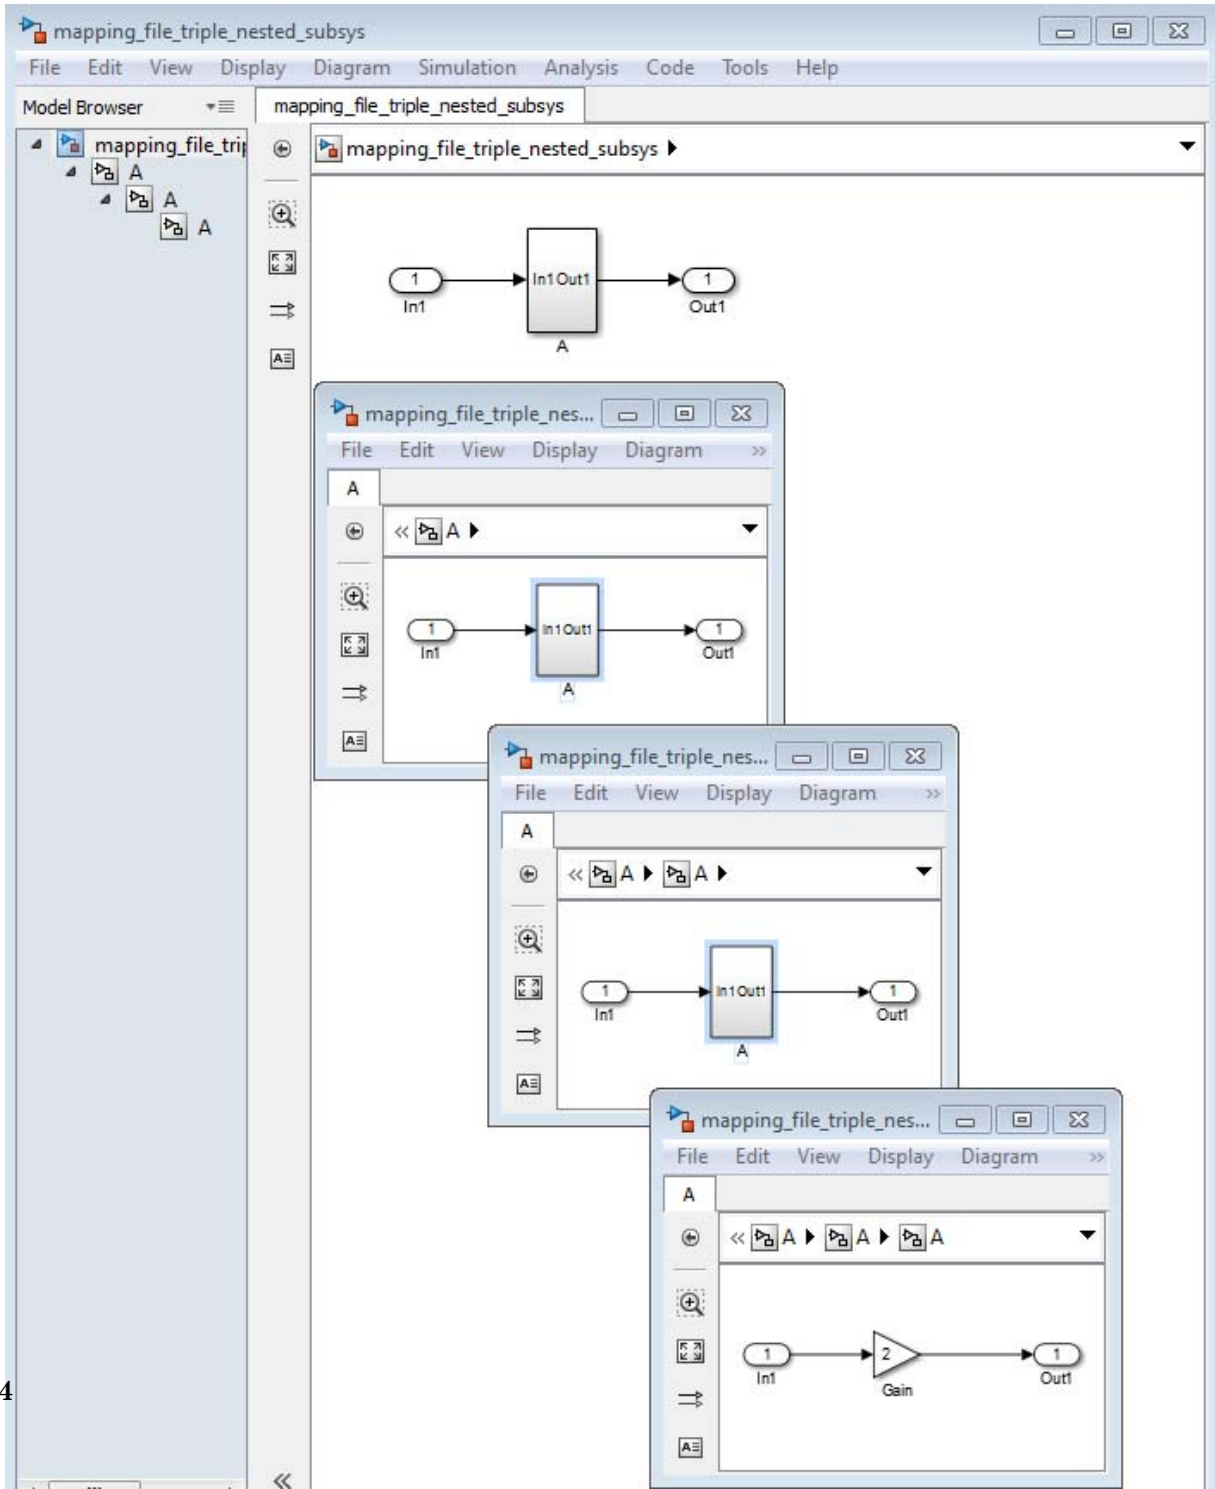 mapping_file_triple_nested_subsys
File Edit View Display Diagram Simulation Analysis Code Tools Help
Model Browser
mapping_file_triple_nested_subsys
mapping_file_trip
A
A
A
mapping_file_triple_nested_subsys
1
In1
In1 Out1
A
1
Out1
mapping_file_triple_nes...
File Edit View Display Diagram »
A
« A
1
In1
In1 Out1
A
1
Out1
mapping_file_triple_nes...
File Edit View Display Diagram »
A
« A A
1
In1
In1 Out1
A
1
Out1
mapping_file_triple_nes...
File Edit View Display Diagram »
A
« A A A
1
In1
2
Gain
1
Out1
4
«